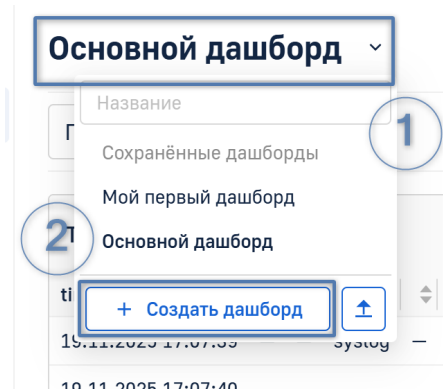 Основной дашборд
Название
1
Сохранённые дашборды
Мой первый дашборд
2
Основной дашборд
ti
+ Создать дашборд
19.11.2025 17:07:39 syslog —
19.11.2025 17:07:40